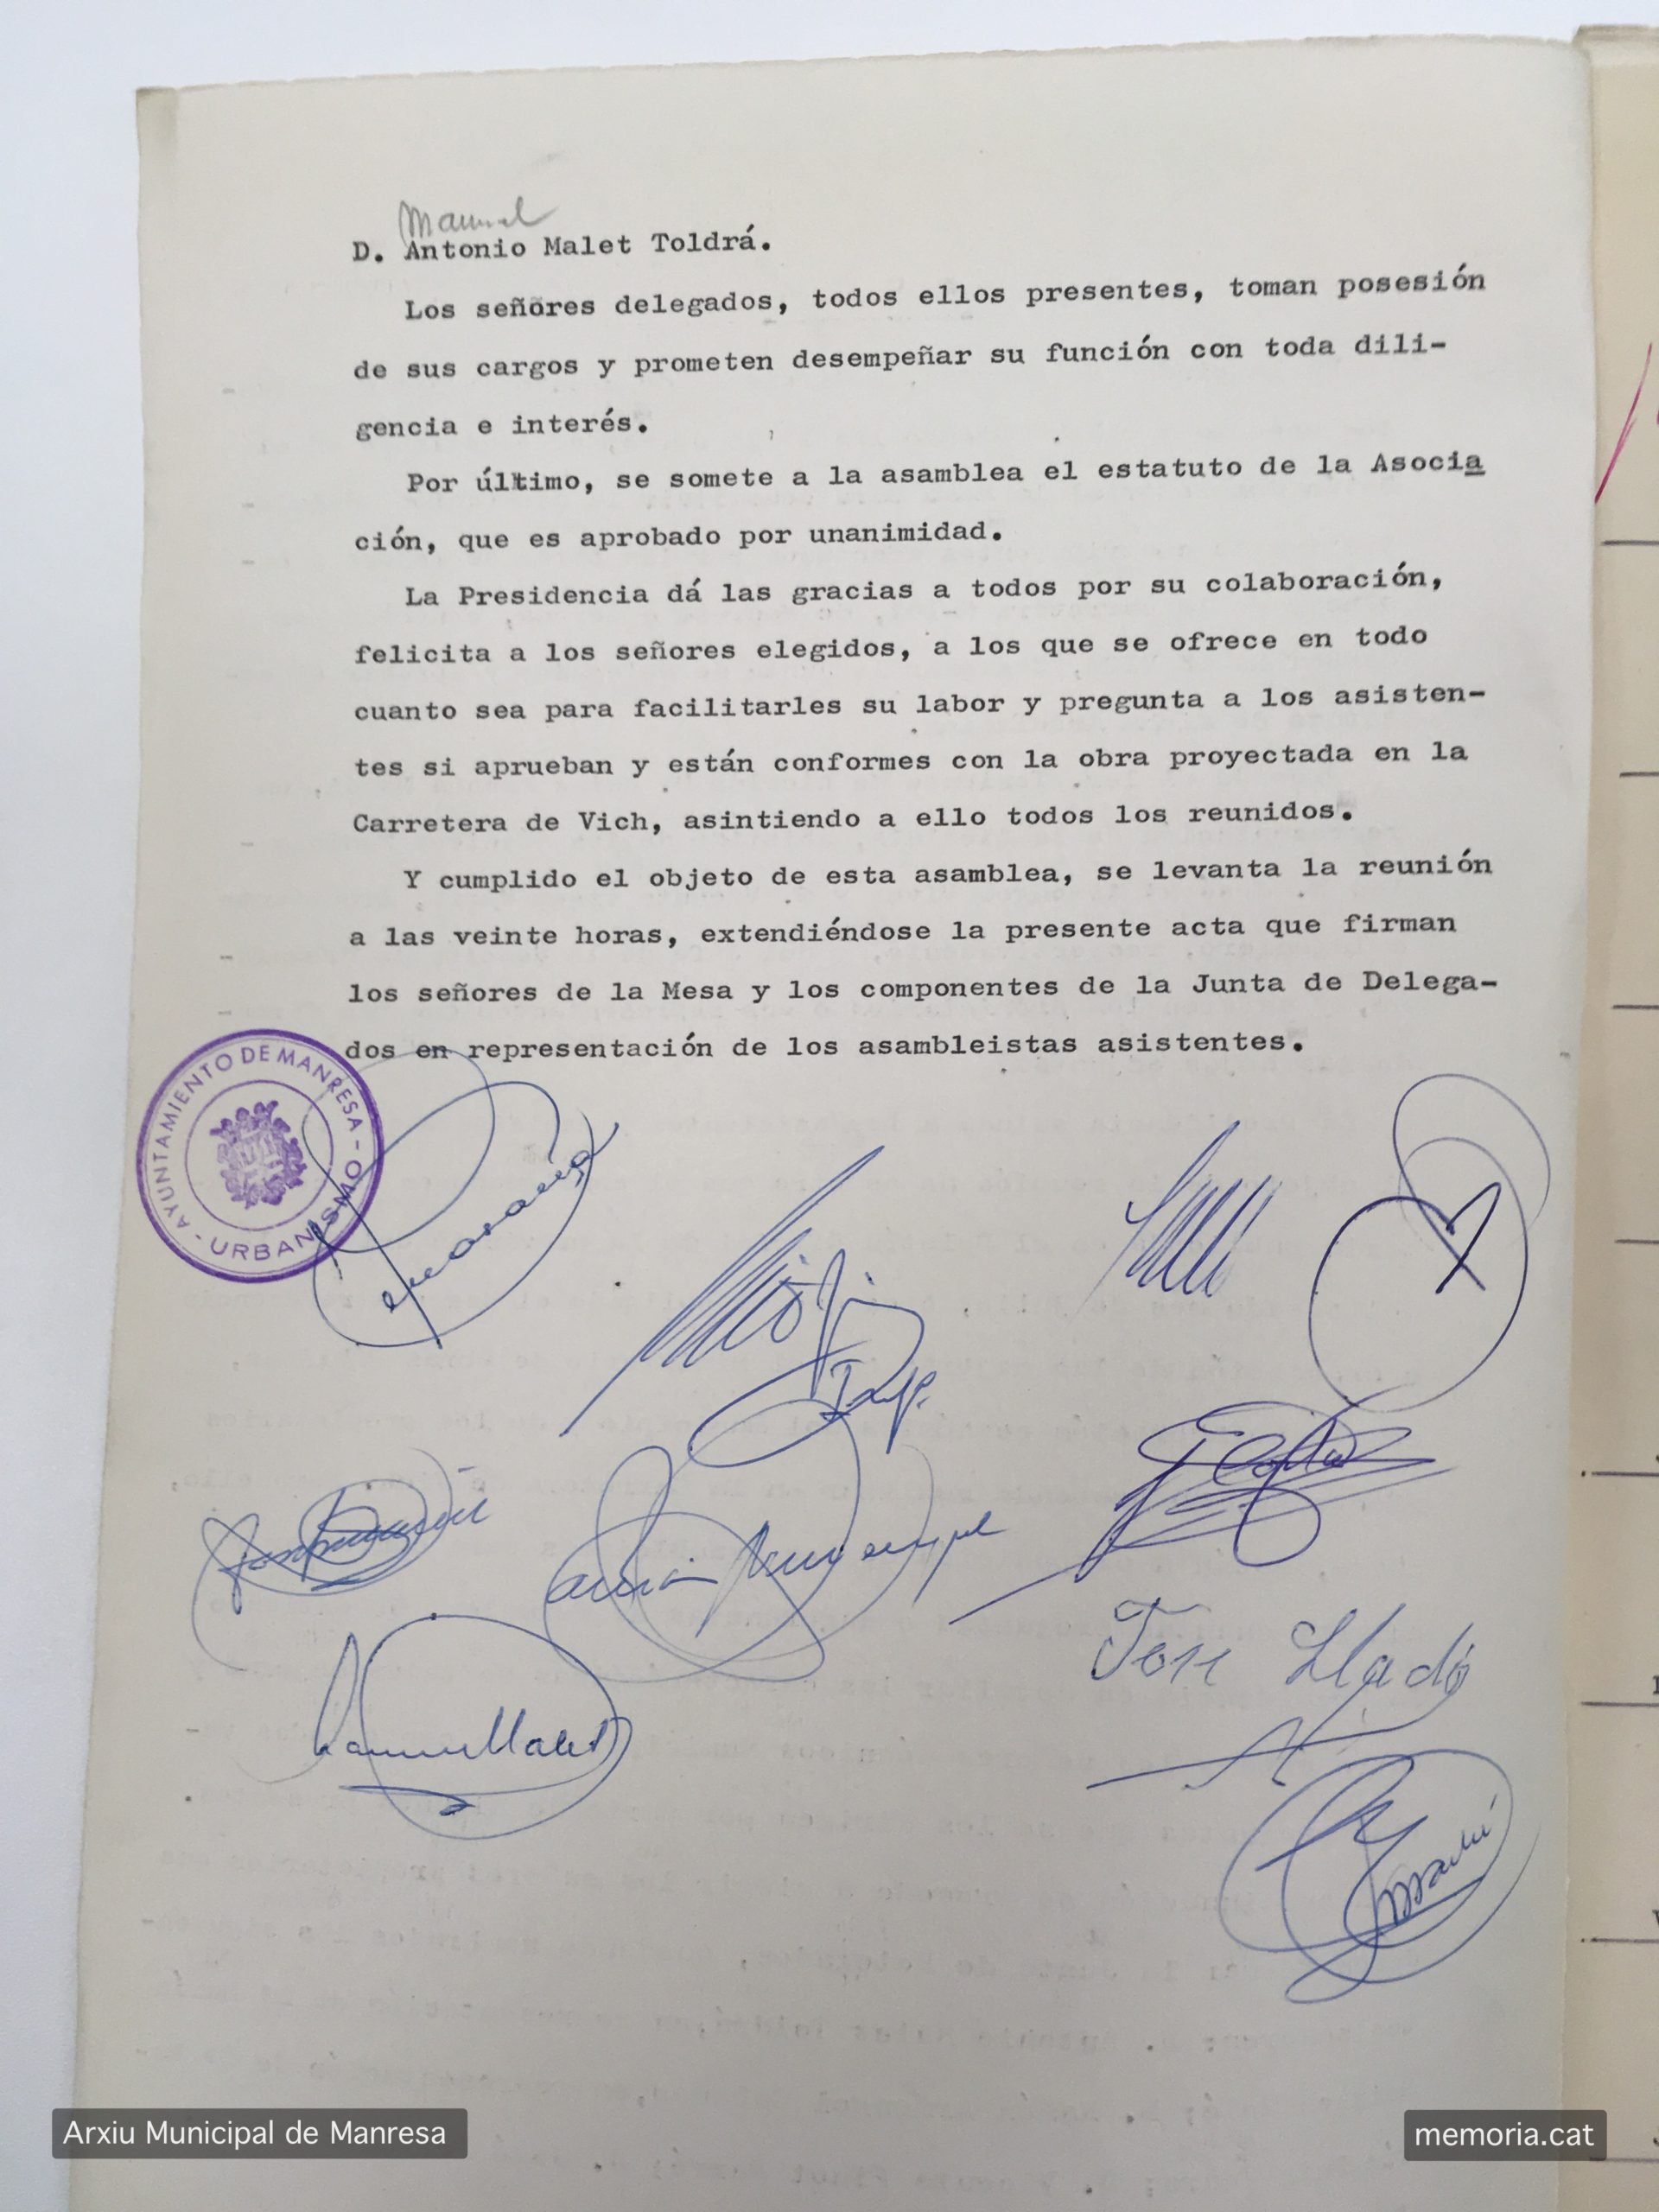 Manuel
D. Antonio Malet Toldrá.
Los señores delegados, todos ellos presentes, toman posesión
de sus cargos y prometen desempeñar su función con toda dili-
gencia e interés.
Por último, se somete a la asamblea el estatuto de la Asocia
ción, que es aprobado por unanimidad.
La Presidencia dá las gracias a todos por su colaboración,
felicita a los señores elegidos, a los que se ofrece en todo
cuanto sea para facilitarles su labor y pregunta a los asisten-
tes si aprueban y están conformes con la obra proyectada en la
Carretera de Vich, asintiendo a ello todos los reunidos.
Y cumplido el objeto de esta asamblea, se levanta la reunión
a las veinte horas, extendiéndose la presente acta que firman
los señores de la Mesa y los componentes de la Junta de Delega-
dos en representación de los asambleistas asistentes.
AYUNTAMIENTO DE MANRESA
- URBANISMO -
Lladó
Malet
Arxiu Municipal de Manresa
memoria.cat